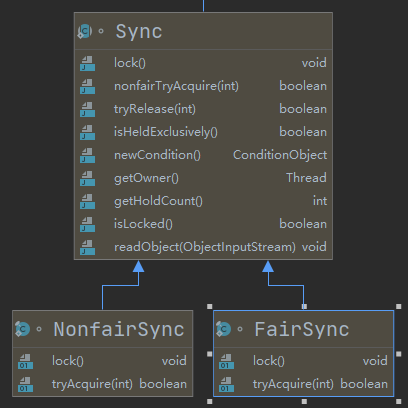 Sync
lock() void
nonfairTryAcquire(int) boolean
tryRelease(int) boolean
isHeldExclusively() boolean
newCondition() ConditionObject
getOwner() Thread
getHoldCount() int
isLocked() boolean
readObject(ObjectInputStream) void
NonfairSync
lock() void
tryAcquire(int) boolean
FairSync
lock() void
tryAcquire(int) boolean